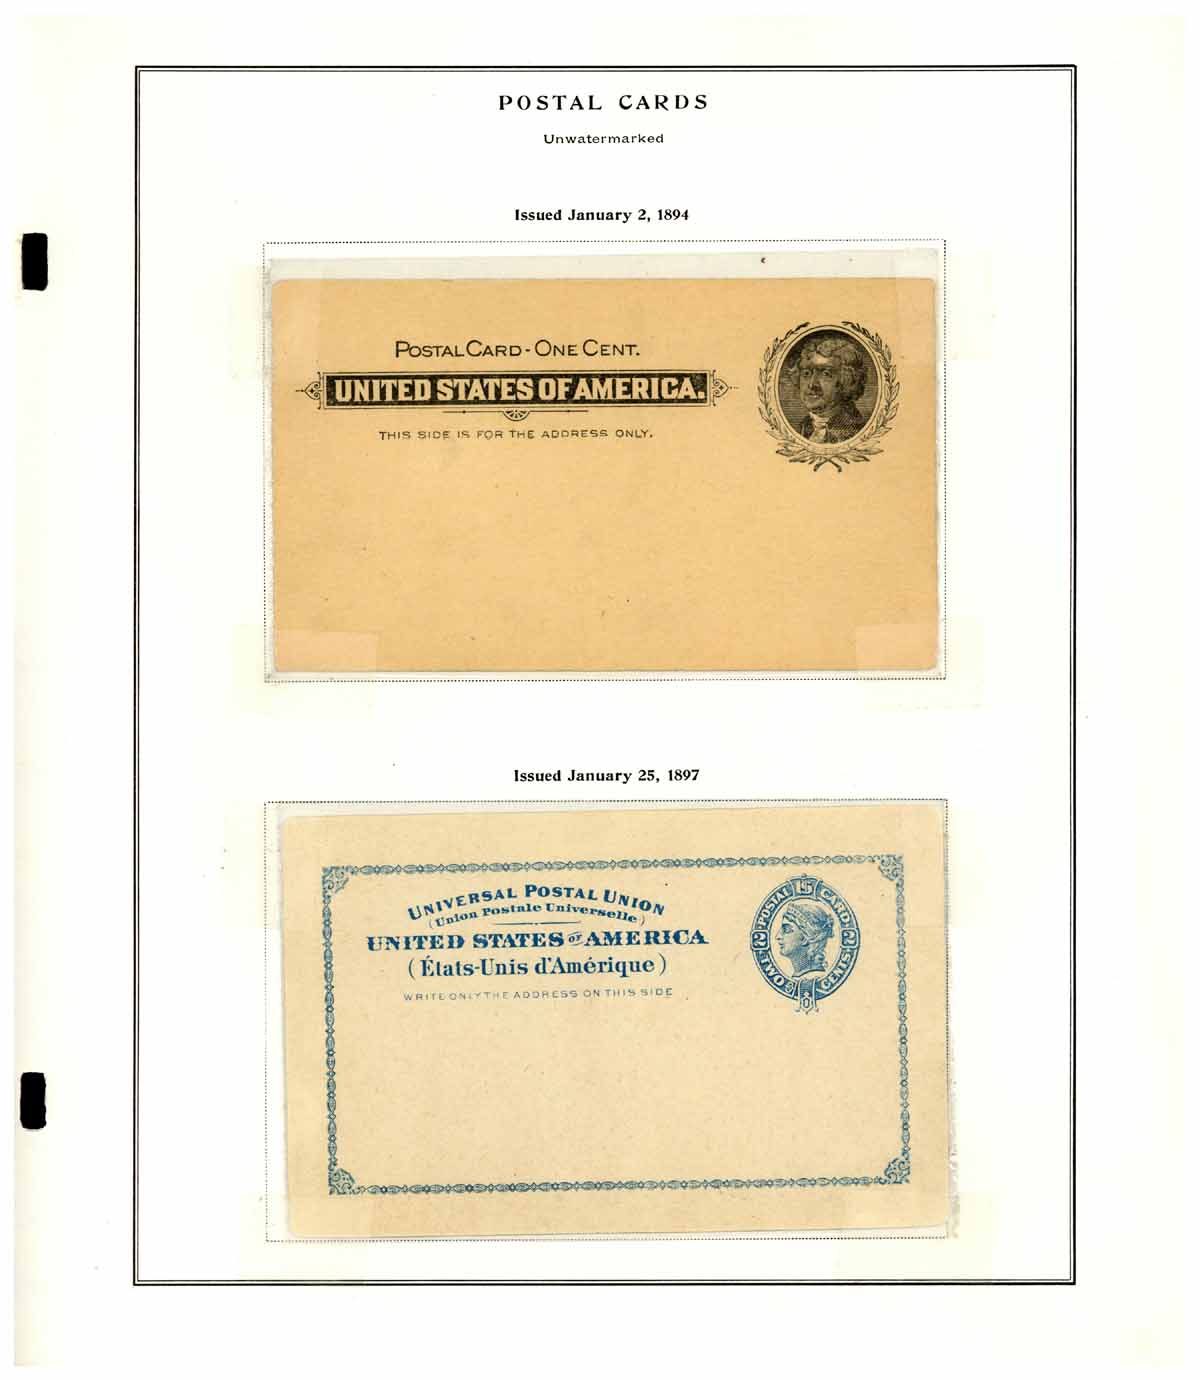 POSTAL CARDS
Unwatermarked
Issued January 2, 1894
POSTAL CARD - ONE CENT.
UNITED STATES OF AMERICA.
THIS SIDE IS FOR THE ADDRESS ONLY.
Issued January 25, 1897
UNIVERSAL POSTAL UNION
(Union Postale Universelle)
UNITED STATES OF AMERICA
(États-Unis d'Amérique)
WRITE ONLY THE ADDRESS ON THIS SIDE
POSTAL CARD
2 2
TWO CENTS